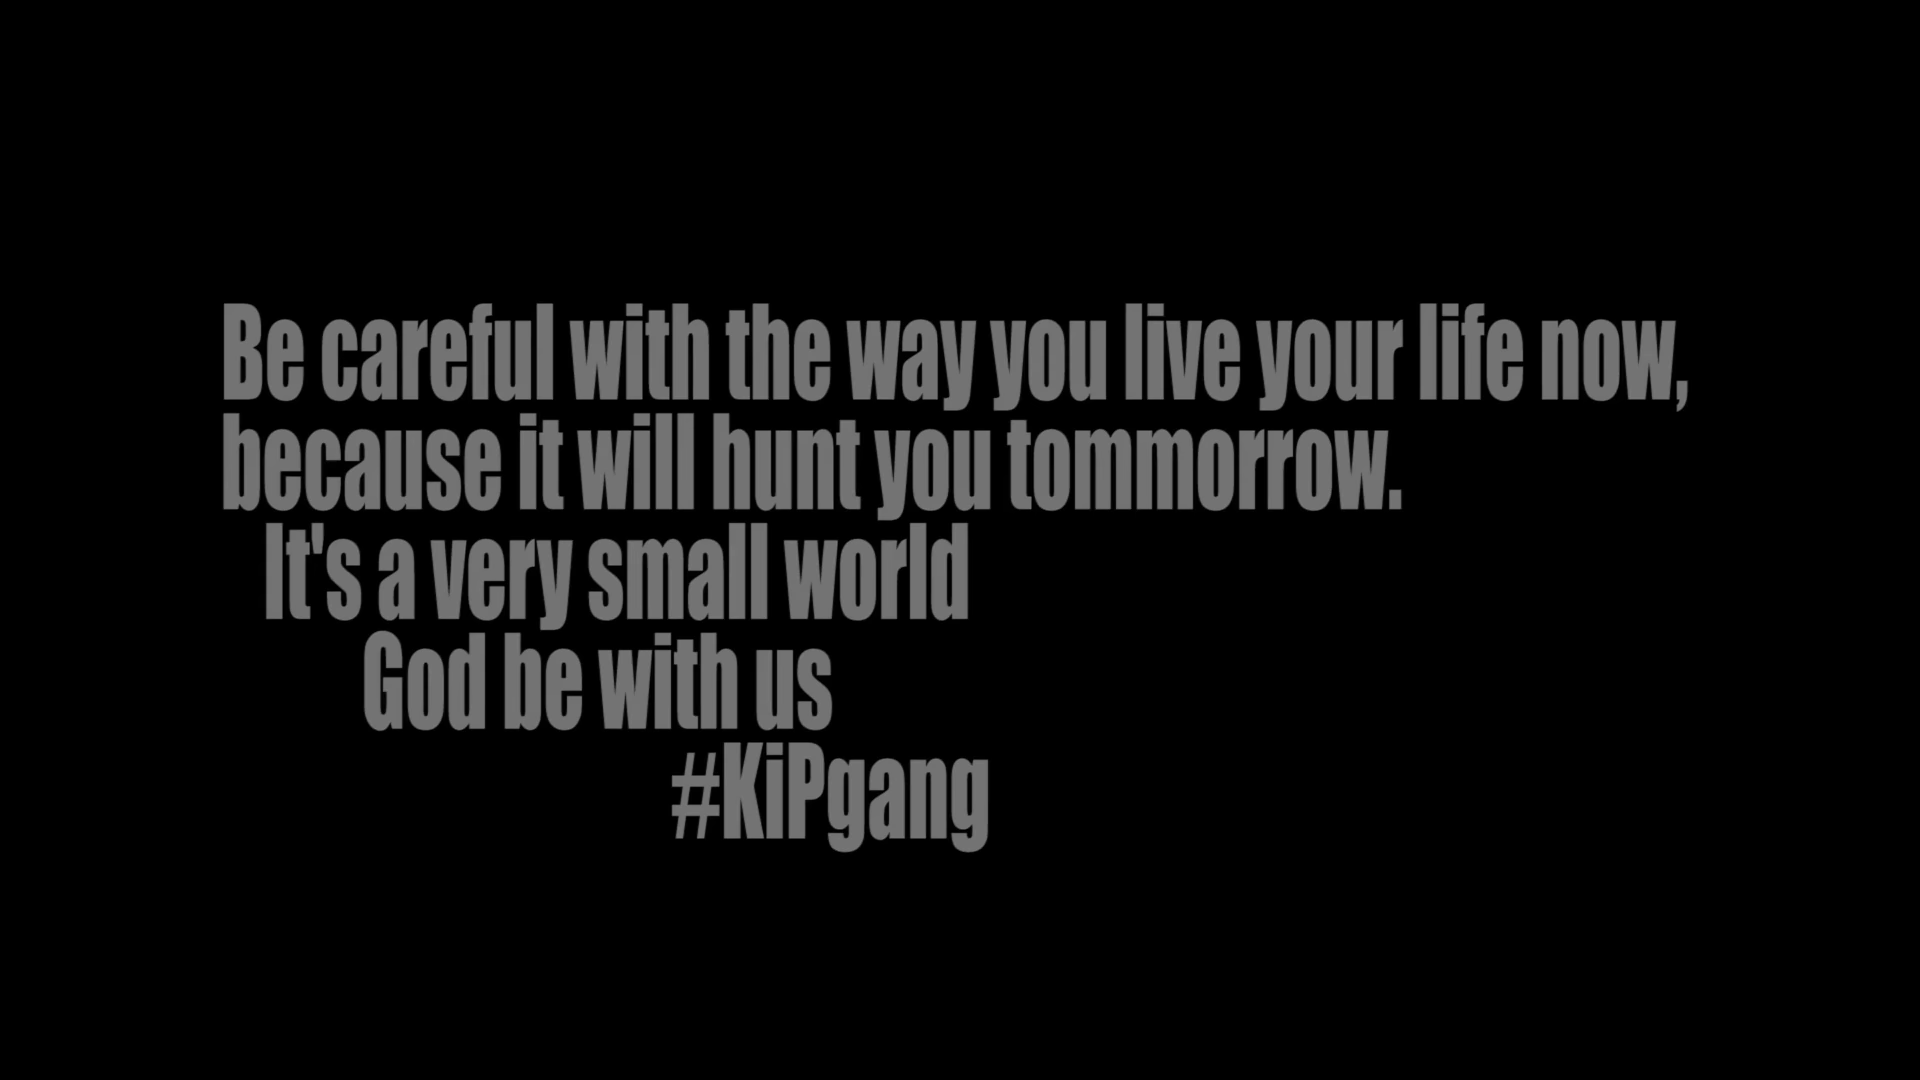 Be careful with the way you live your life now,
because it will hunt you tommorrow.
It's a very small world
God be with us
#KiPgang